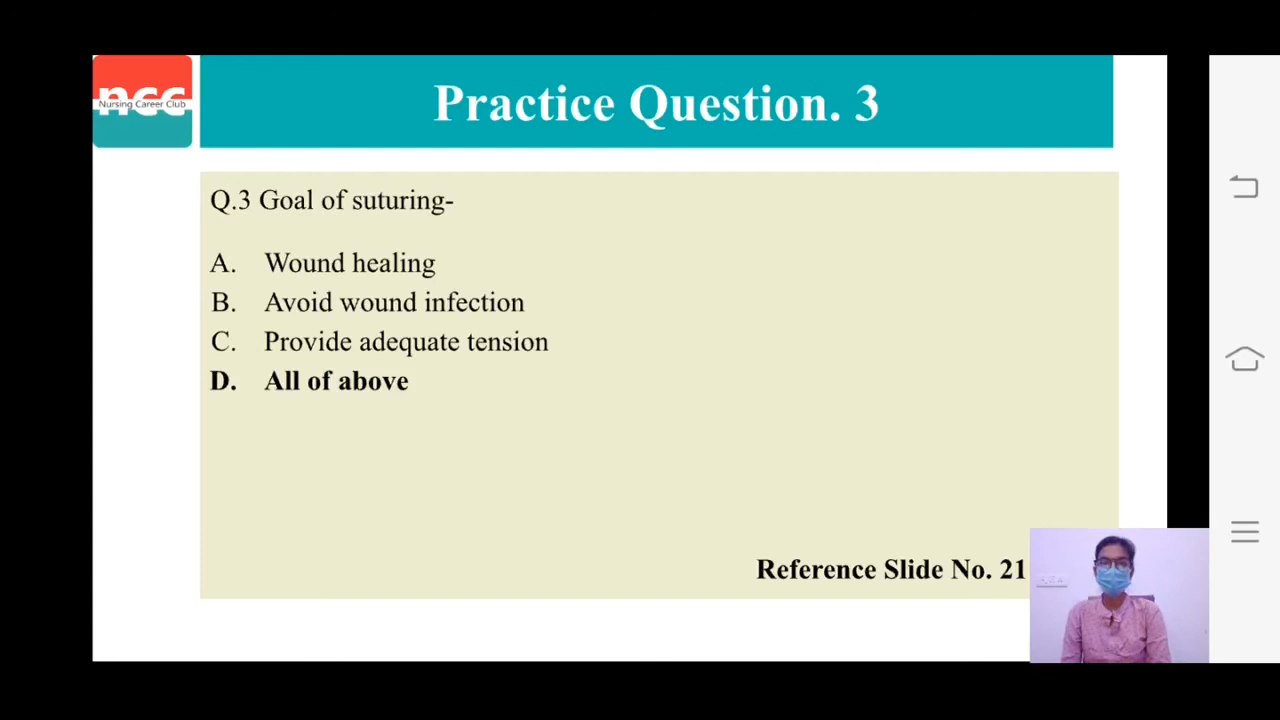 ncc
Nursing Career Club
Practice Question. 3
Q.3 Goal of suturing-
A. Wound healing
B. Avoid wound infection
C. Provide adequate tension
D. All of above
Reference Slide No. 21